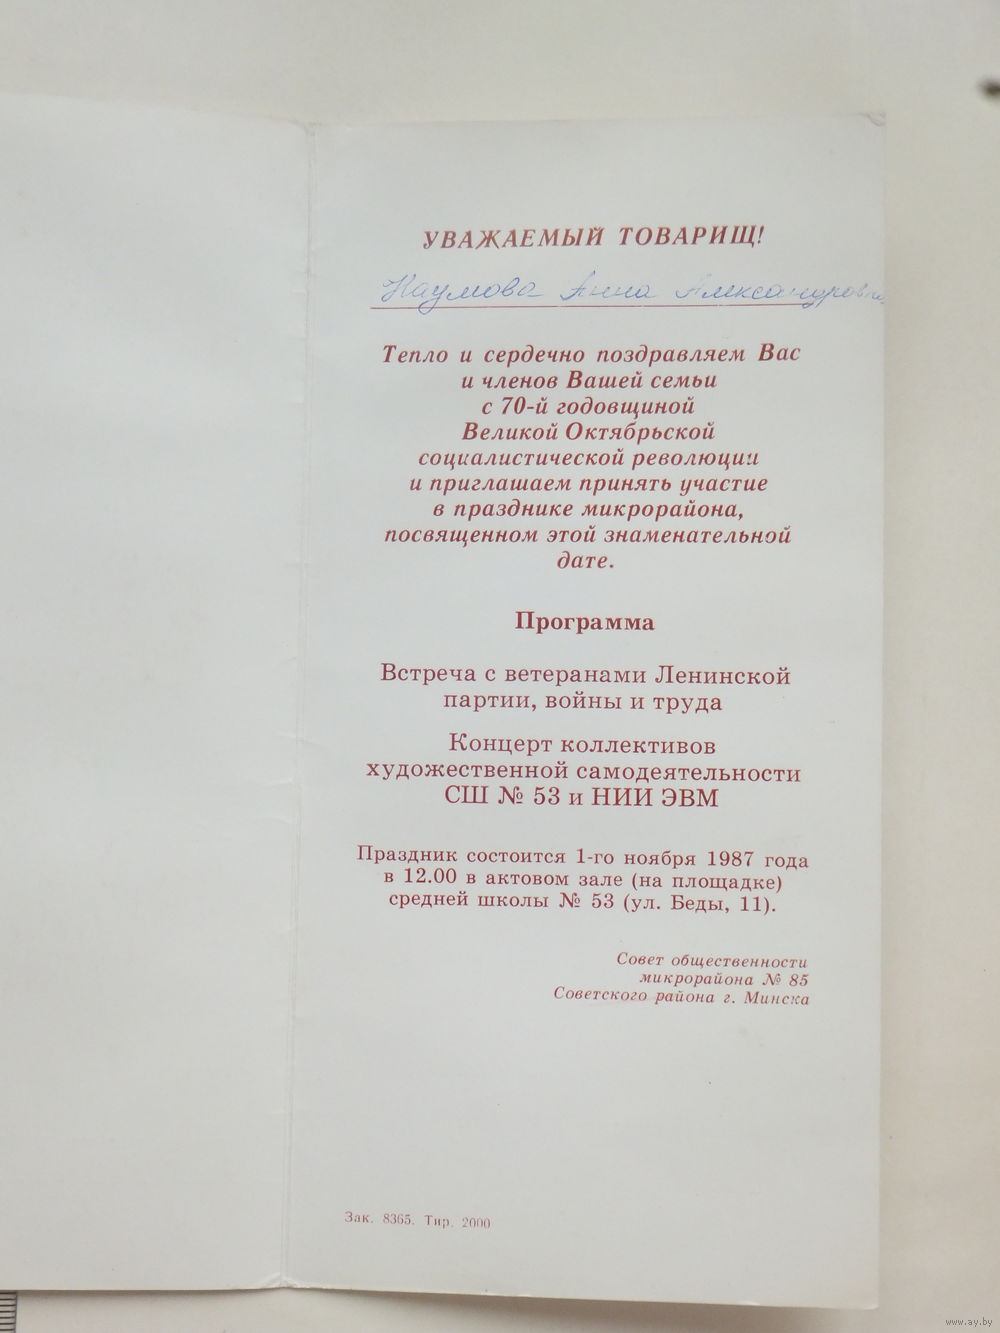 УВАЖАЕМЫЙ ТОВАРИЩ!
Наумова Анна Александровна
Тепло и сердечно поздравляем Вас
и членов Вашей семьи
с 70-й годовщиной
Великой Октябрьской
социалистической революции
и приглашаем принять участие
в празднике микрорайона,
посвященном этой знаменательной
дате.
Программа
Встреча с ветеранами Ленинской
партии, войны и труда
Концерт коллективов
художественной самодеятельности
СШ № 53 и НИИ ЭВМ
Праздник состоится 1-го ноября 1987 года
в 12.00 в актовом зале (на площадке)
средней школы № 53 (ул. Беды, 11).
Совет общественности
микрорайона № 85
Советского района г. Минска
Зак. 8365. Тир. 2000
www.ay.by